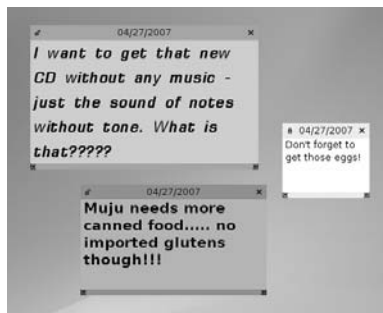 04/27/2007
I want to get that new
CD without any music -
just the sound of notes
without tone. What is
that?????
04/27/2007
Don't forget to
get those eggs!
04/27/2007
Muju needs more
canned food..... no
imported glutens
though!!!